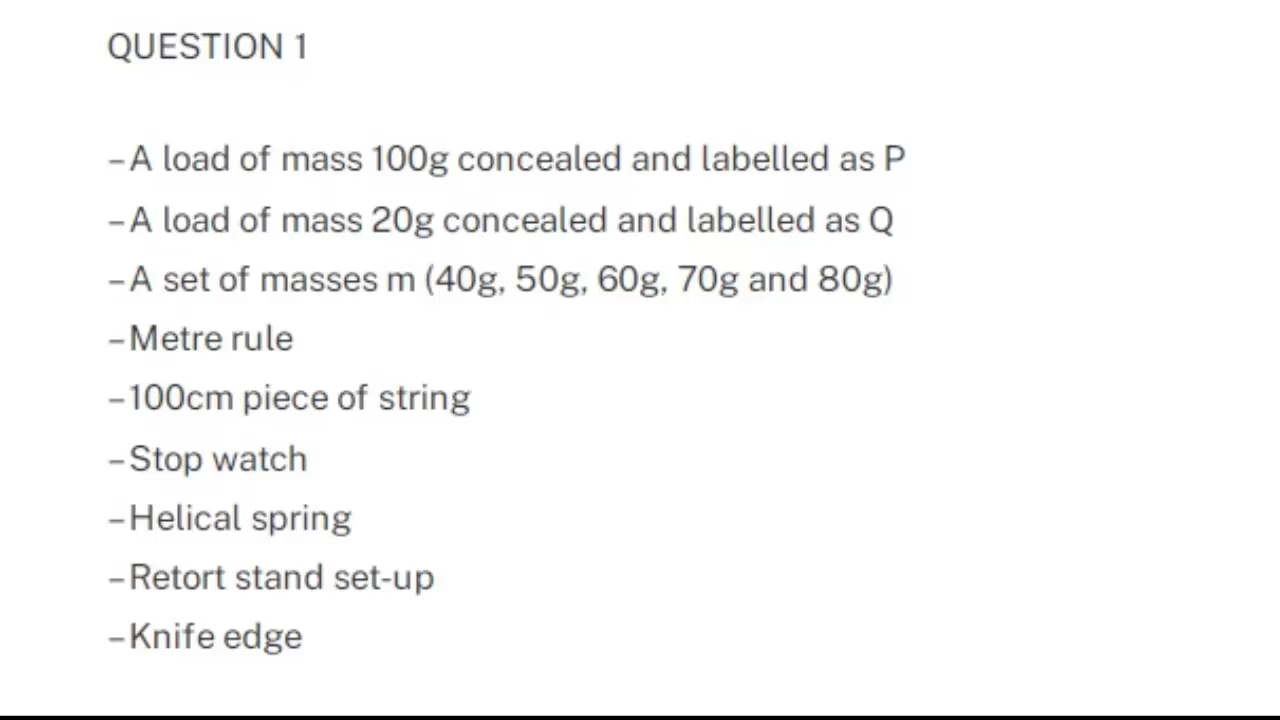 QUESTION 1
–A load of mass 100g concealed and labelled as P
–A load of mass 20g concealed and labelled as Q
–A set of masses m (40g, 50g, 60g, 70g and 80g)
–Metre rule
–100cm piece of string
–Stop watch
–Helical spring
–Retort stand set-up
–Knife edge